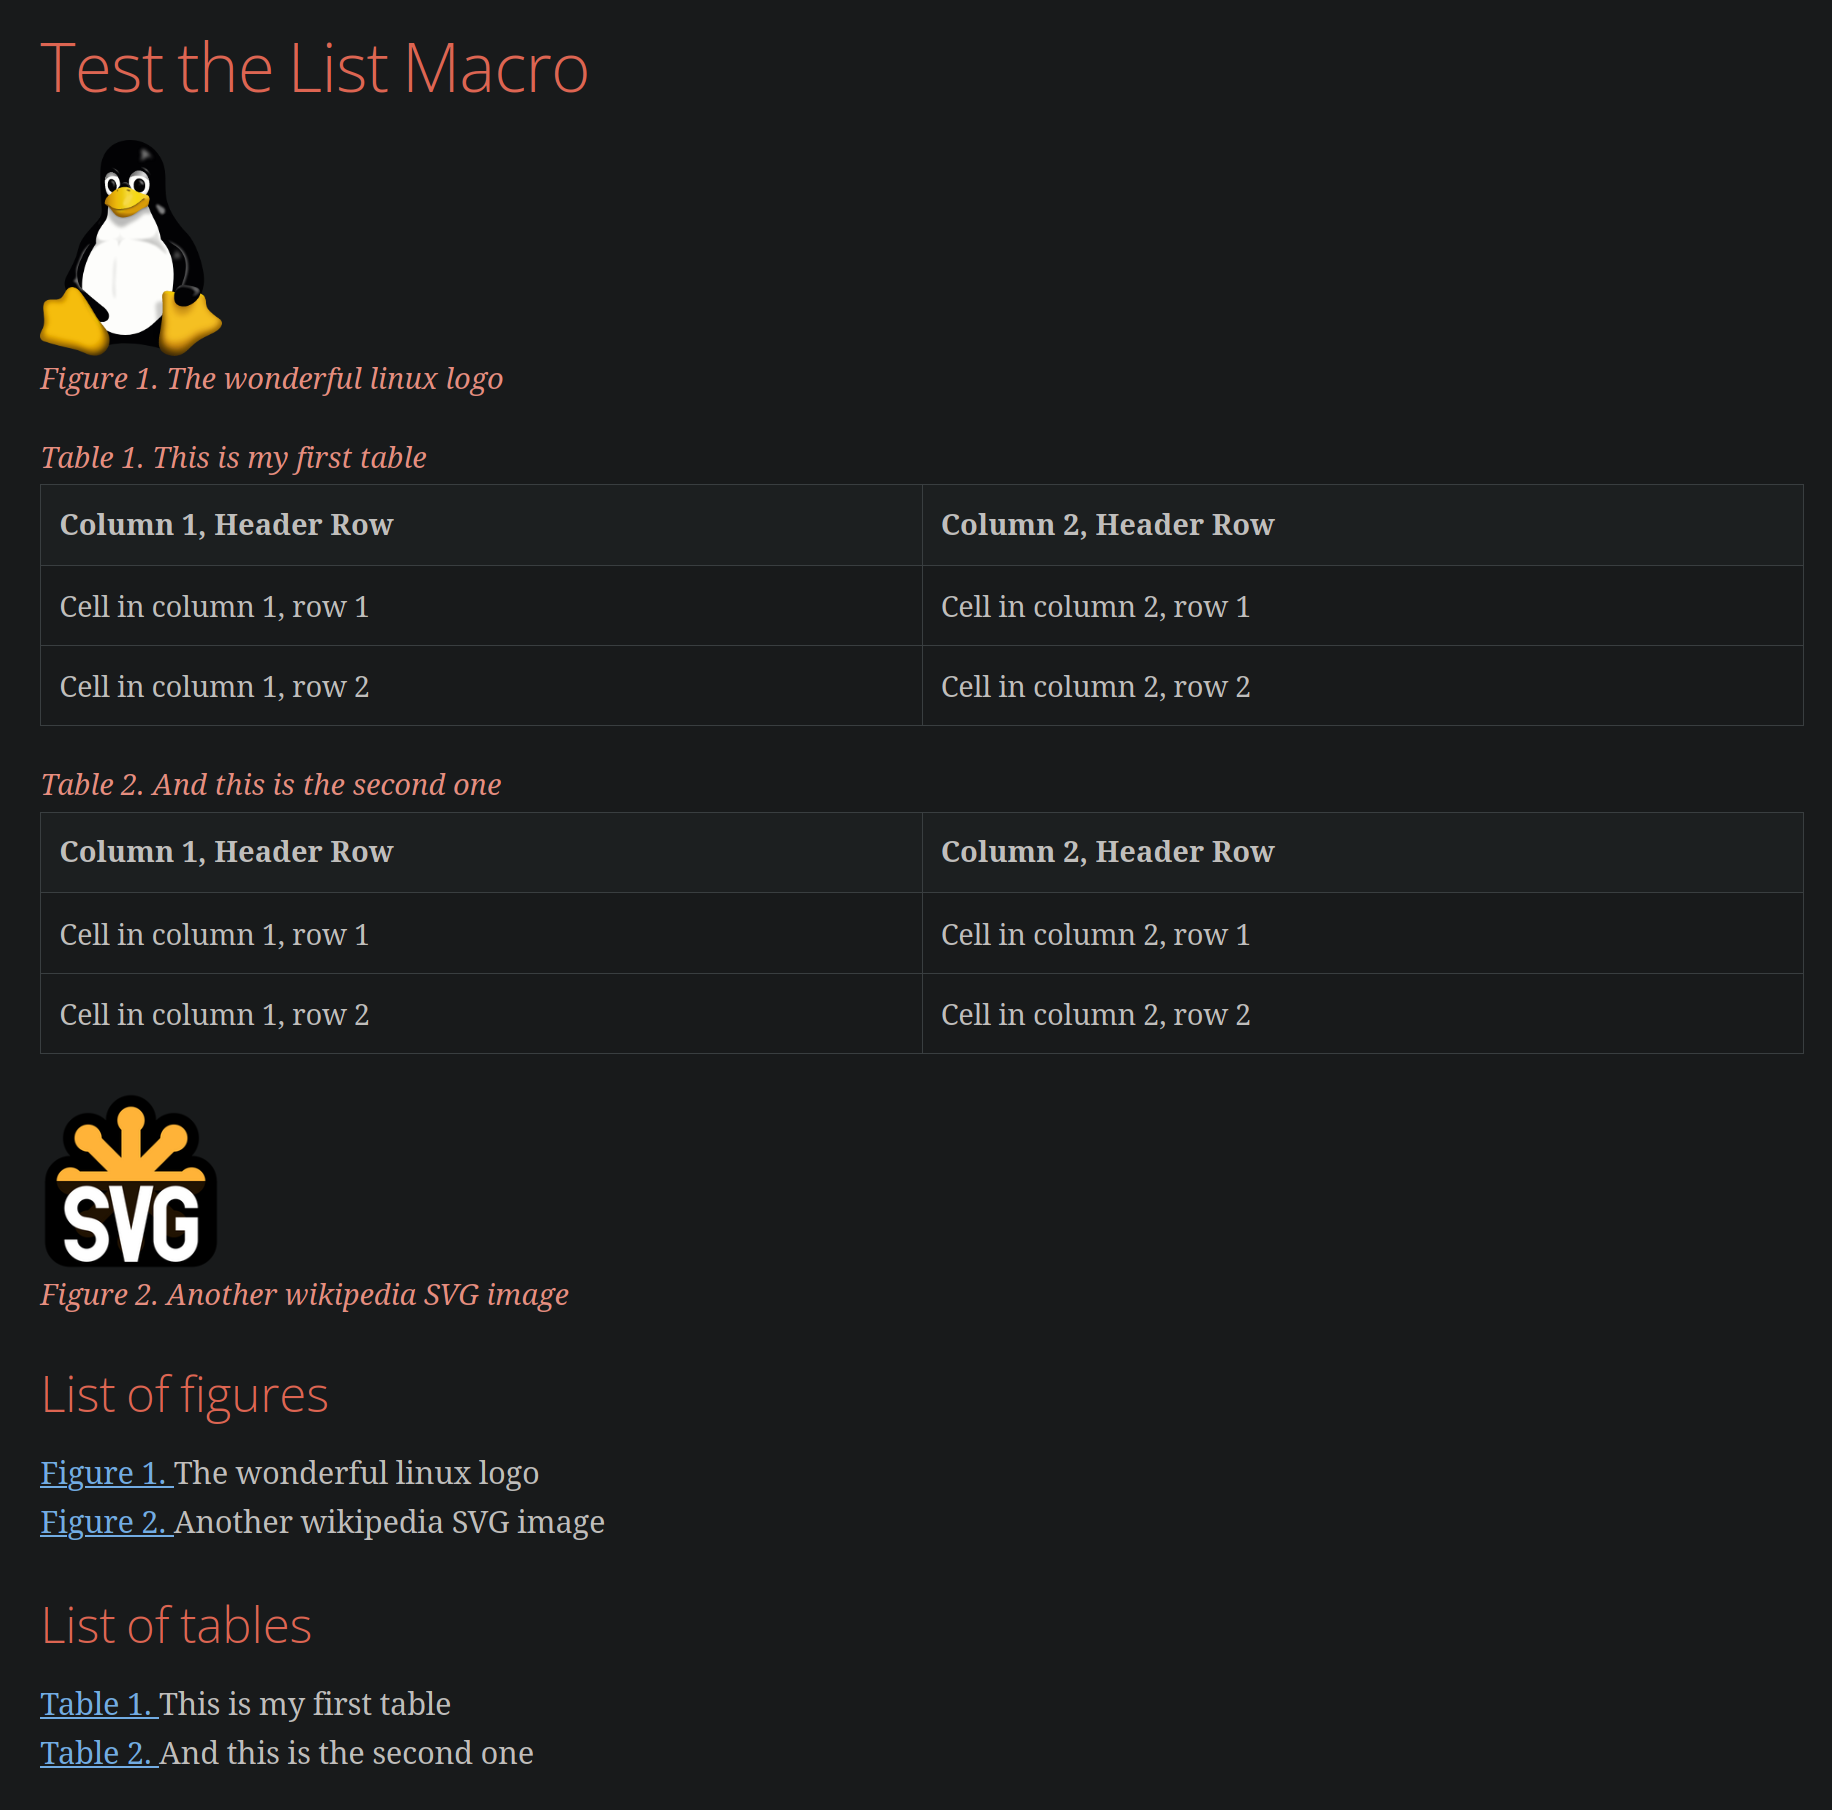 Test the List Macro
Figure 1. The wonderful linux logo
Table 1. This is my first table
Column 1, Header Row Column 2, Header Row
Cell in column 1, row 1 Cell in column 2, row 1
Cell in column 1, row 2 Cell in column 2, row 2
Table 2. And this is the second one
Column 1, Header Row Column 2, Header Row
Cell in column 1, row 1 Cell in column 2, row 1
Cell in column 1, row 2 Cell in column 2, row 2
SVG
Figure 2. Another wikipedia SVG image
List of figures
Figure 1. The wonderful linux logo
Figure 2. Another wikipedia SVG image
List of tables
Table 1. This is my first table
Table 2. And this is the second one